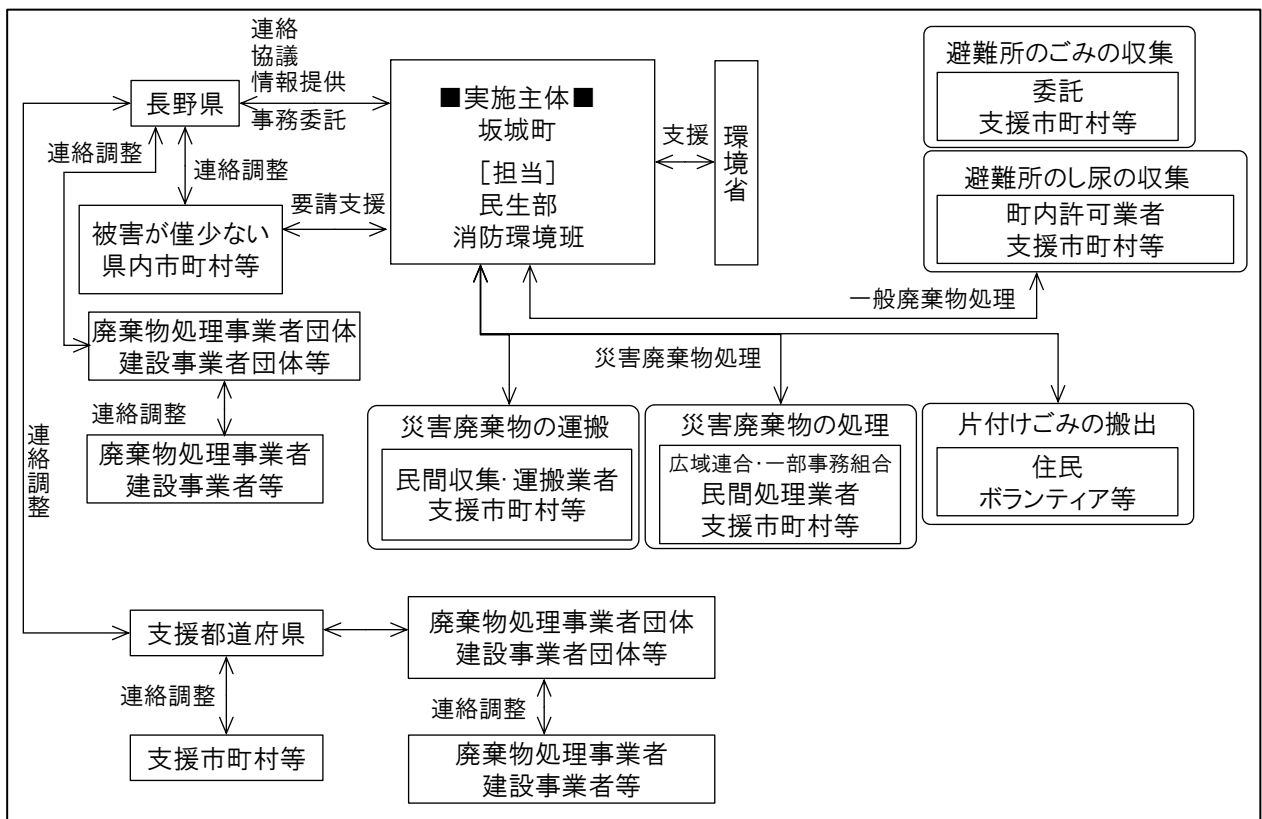 連絡
協議
情報提供
事務委託
長野県
連絡調整
連絡調整
被害が僅少ない
県内市町村等
要請支援
■実施主体■
坂城町
［担当］
民生部
消防環境班
支援
環境省
避難所のごみの収集
委託
支援市町村等
避難所のし尿の収集
町内許可業者
支援市町村等
一般廃棄物処理
災害廃棄物処理
廃棄物処理事業者団体
建設事業者団体等
連絡調整
廃棄物処理事業者
建設事業者等
連絡調整
災害廃棄物の運搬
民間収集･運搬業者
支援市町村等
災害廃棄物の処理
広域連合･一部事務組合
民間処理業者
支援市町村等
片付けごみの搬出
住民
ボランティア等
支援都道府県
連絡調整
支援市町村等
廃棄物処理事業者団体
建設事業者団体等
連絡調整
廃棄物処理事業者
建設事業者等